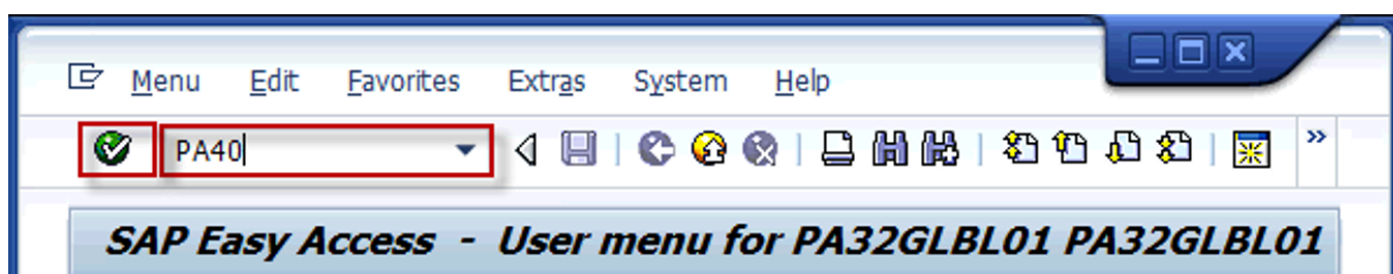 Menu Edit Favorites Extras System Help
PA40 »
SAP Easy Access - User menu for PA32GLBL01 PA32GLBL01